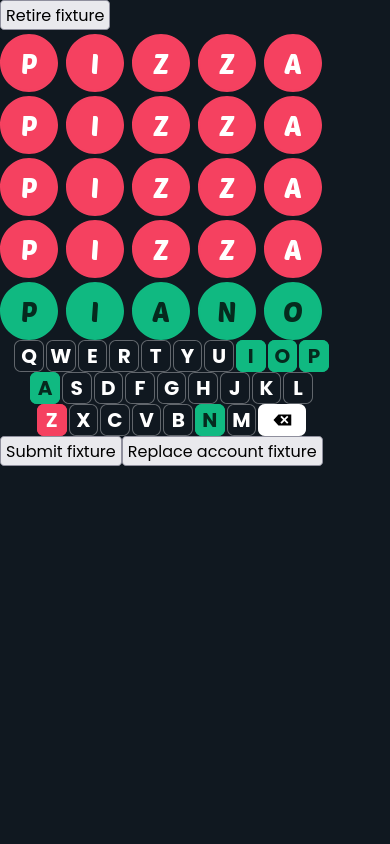 Retire fixture
P I Z Z A
P I Z Z A
P I Z Z A
P I Z Z A
P I A N O
Q W E R T Y U I O P
A S D F G H J K L
Z X C V B N M
Submit fixture Replace account fixture